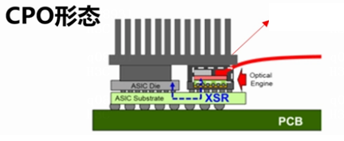 CPO形态
ASIC Die
Optical
Engine
ASIC Substrate
XSR
PCB